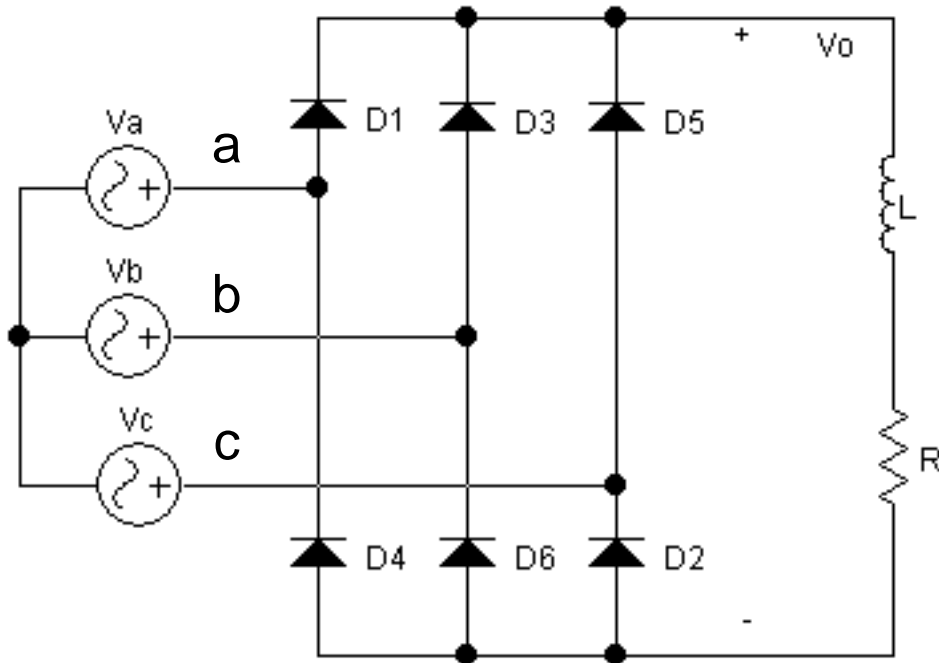 + Vo
D1 D3 D5
Va a
+
L
Vb b
+
Vc c
+
R
D4 D6 D2
-